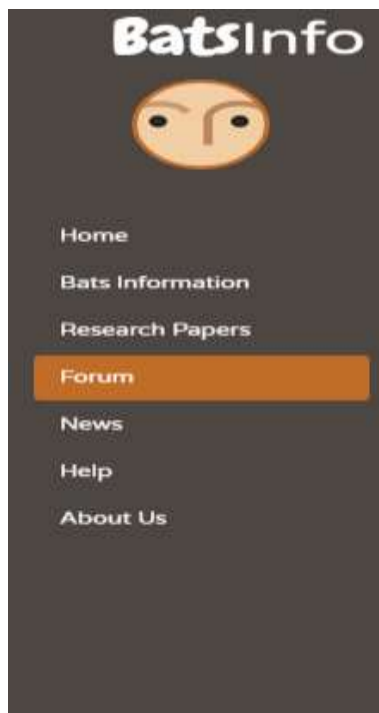 BatsInfo
Home
Bats Information
Research Papers
Forum
News
Help
About Us